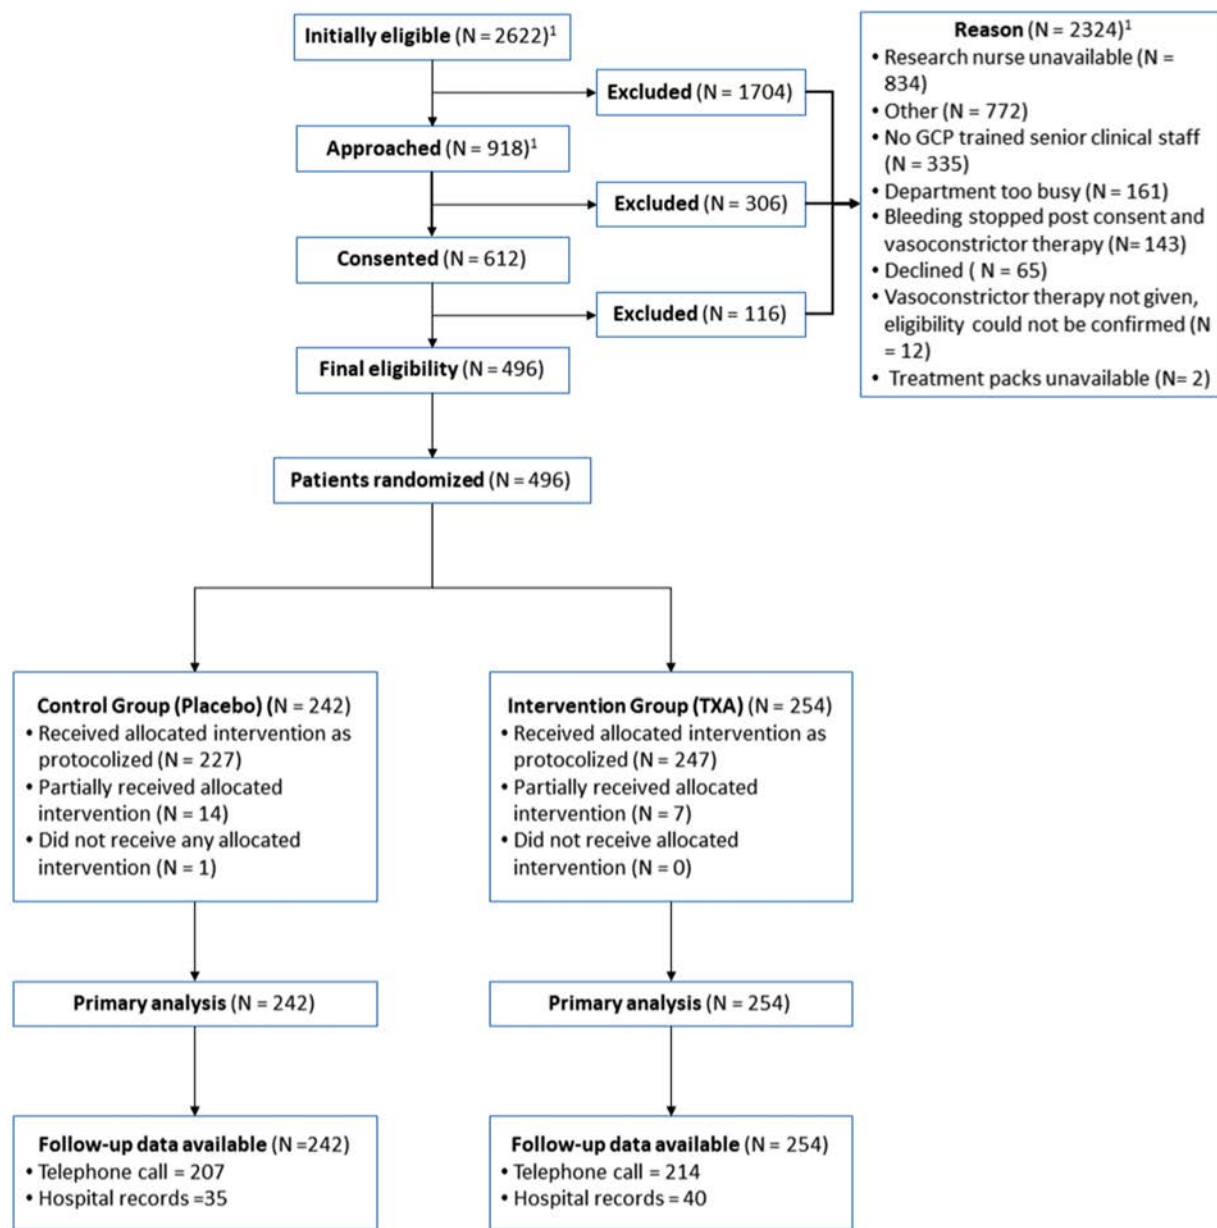 Initially eligible (N = 2622)¹
Excluded (N = 1704)
Approached (N = 918)¹
Excluded (N = 306)
Consented (N = 612)
Excluded (N = 116)
Final eligibility (N = 496)
Reason (N = 2324)¹
• Research nurse unavailable (N =
834)
• Other (N = 772)
• No GCP trained senior clinical staff
(N = 335)
• Department too busy (N = 161)
• Bleeding stopped post consent and
vasoconstrictor therapy (N= 143)
• Declined ( N = 65)
• Vasoconstrictor therapy not given,
eligibility could not be confirmed (N
= 12)
• Treatment packs unavailable (N= 2)
Patients randomized (N = 496)
Control Group (Placebo) (N = 242)
• Received allocated intervention as
protocolized (N = 227)
• Partially received allocated
intervention (N = 14)
• Did not receive any allocated
intervention (N = 1)
Intervention Group (TXA) (N = 254)
• Received allocated intervention as
protocolized (N = 247)
• Partially received allocated
intervention (N = 7)
• Did not receive allocated
intervention (N = 0)
Primary analysis (N = 242)
Primary analysis (N = 254)
Follow-up data available (N =242)
• Telephone call = 207
• Hospital records =35
Follow-up data available (N = 254)
• Telephone call = 214
• Hospital records = 40